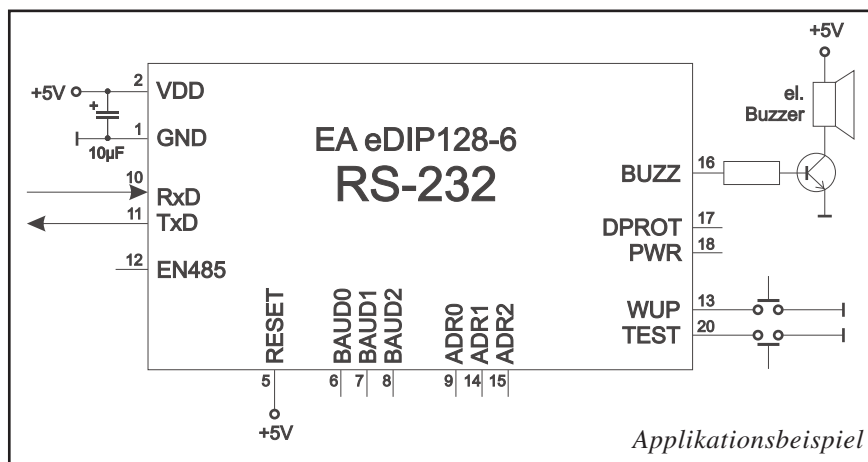 +5V
2
VDD
+5V
+
el.
Buzzer
1
GND
10µF
EA eDIP128-6
RS-232
10
RxD
BUZZ
16
11
TxD
DPROT
17
PWR
18
12
EN485
WUP
13
TEST
20
RESET
BAUD0
BAUD1
BAUD2
ADR0
ADR1
ADR2
5
6
7
8
9
14
15
+5V
Applikationsbeispiel